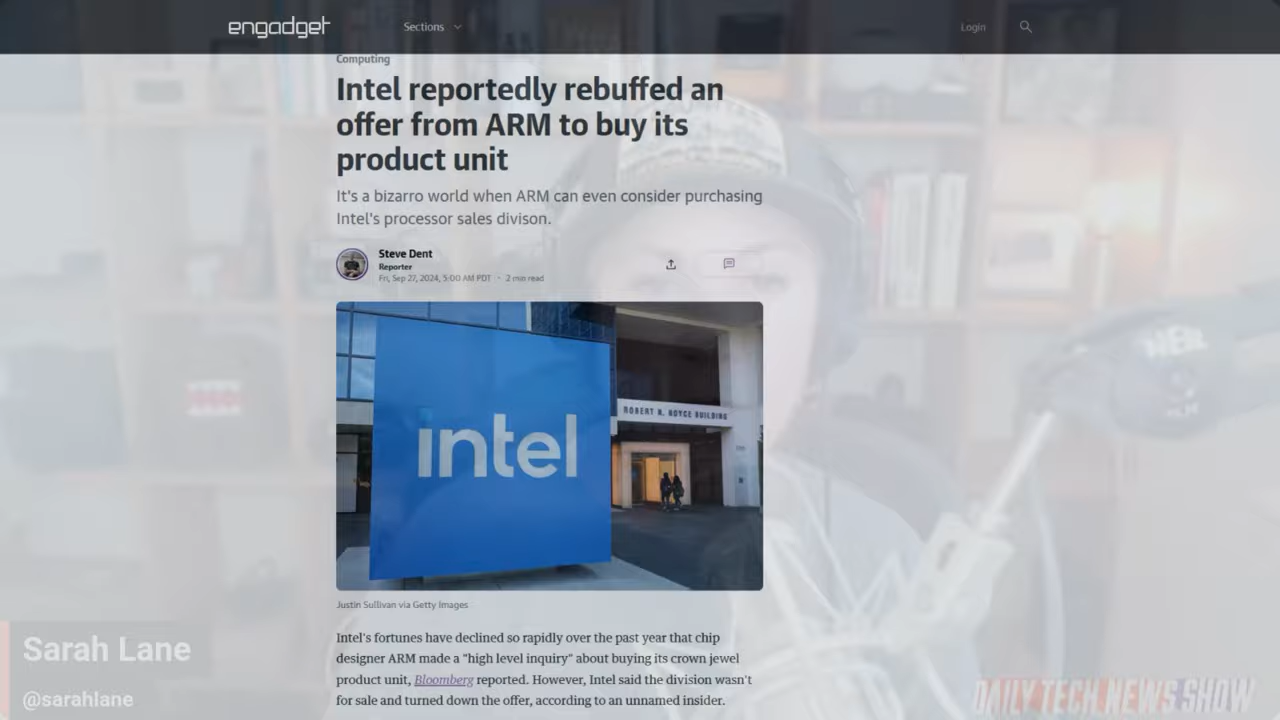 engadget
Sections
Login
Computing
Intel reportedly rebuffed an
offer from ARM to buy its
product unit
It's a bizarro world when ARM can even consider purchasing
Intel's processor sales divison.
Steve Dent
Reporter
Fri, Sep 27, 2024, 5:00 AM PDT · 2 min read
intel
ROBERT N. NOYCE BUILDING
Justin Sullivan via Getty Images
Intel's fortunes have declined so rapidly over the past year that chip
designer ARM made a "high level inquiry" about buying its crown jewel
product unit, Bloomberg reported. However, Intel said the division wasn't
for sale and turned down the offer, according to an unnamed insider.
Sarah Lane
@sarahlane
DAILY TECH NEWS SHOW